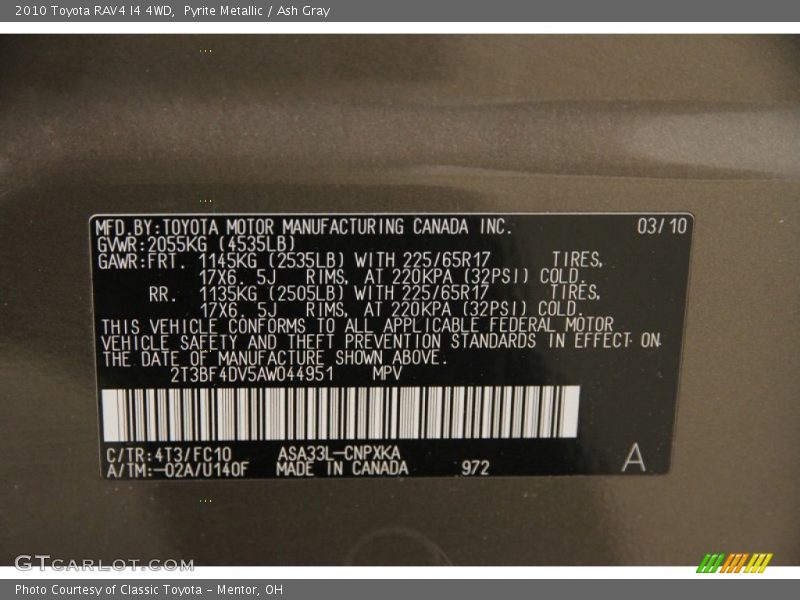 2010 Toyota RAV4 I4 4WD, Pyrite Metallic / Ash Gray
MFD.BY:TOYOTA MOTOR MANUFACTURING CANADA INC. 03/10
GVWR:2055KG (4535LB)
GAWR:FRT. 1145KG (2535LB) WITH 225/65R17 TIRES,
17X6.5J RIMS, AT 220KPA (32PSI) COLD.
RR. 1135KG (2505LB) WITH 225/65R17 TIRES,
17X6.5J RIMS, AT 220KPA (32PSI) COLD.
THIS VEHICLE CONFORMS TO ALL APPLICABLE FEDERAL MOTOR
VEHICLE SAFETY AND THEFT PREVENTION STANDARDS IN EFFECT ON
THE DATE OF MANUFACTURE SHOWN ABOVE.
2T3BF4DV5AW044951 MPV
C/TR:4T3/FC10 ASA33L-CNPXKA
A/TM:-02A/U140F MADE IN CANADA 972 A
GTCARLOT.COM
Photo Courtesy of Classic Toyota - Mentor, OH